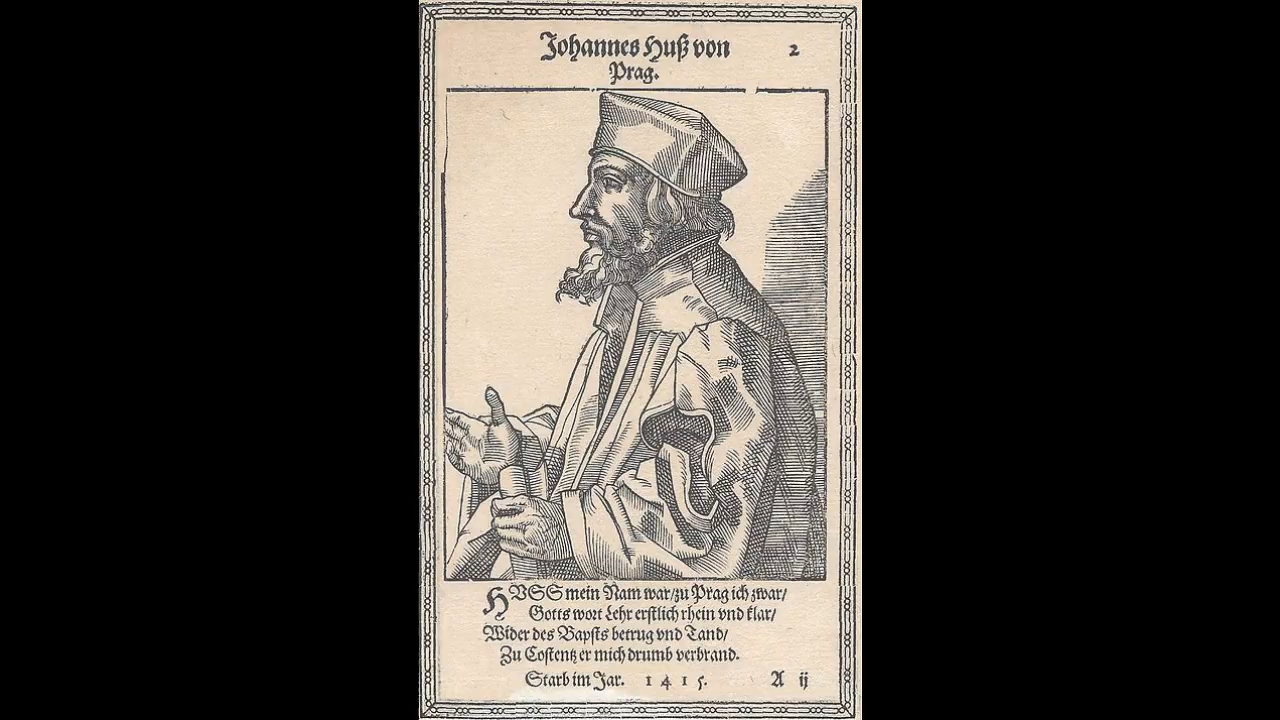 Johannes Huß von 2
Prag.
HVSS mein Nam war/zu Prag ich zwar/
Gotts wort Lehr erstlich rhein vnd klar/
Wider des Bapsts betrug vnd Tand/
Zu Costentz er mich drumb verbrand.
Starb im Jar. 1415. A ij